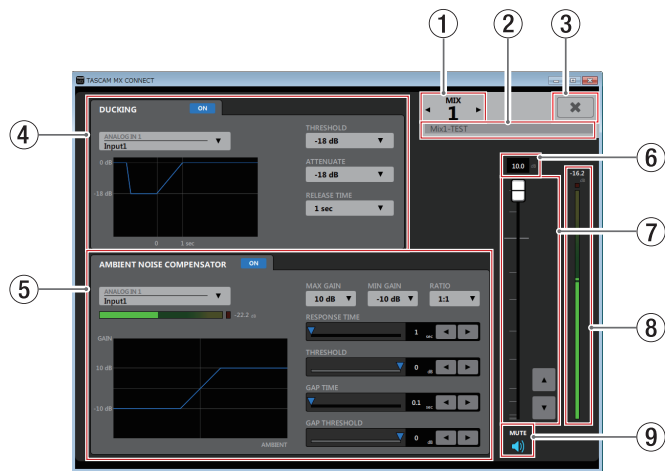 1
2
3
TASCAM MX CONNECT
MIX
1
Mix1-TEST
4
DUCKING
ON
ANALOG IN 1
Input1
THRESHOLD
-18 dB
ATTENUATE
-18 dB
RELEASE TIME
1 sec
0 dB
-18 dB
0
1 sec
6
10.0 dB
-16.2
dB
7
8
5
AMBIENT NOISE COMPENSATOR
ON
ANALOG IN 1
Input1
-22.2 dB
MAX GAIN
MIN GAIN
RATIO
10 dB
-10 dB
1:1
RESPONSE TIME
1 sec
THRESHOLD
0 dB
GAP TIME
0.1 sec
GAP THRESHOLD
0 dB
GAIN
10 dB
-10 dB
AMBIENT
MUTE
9